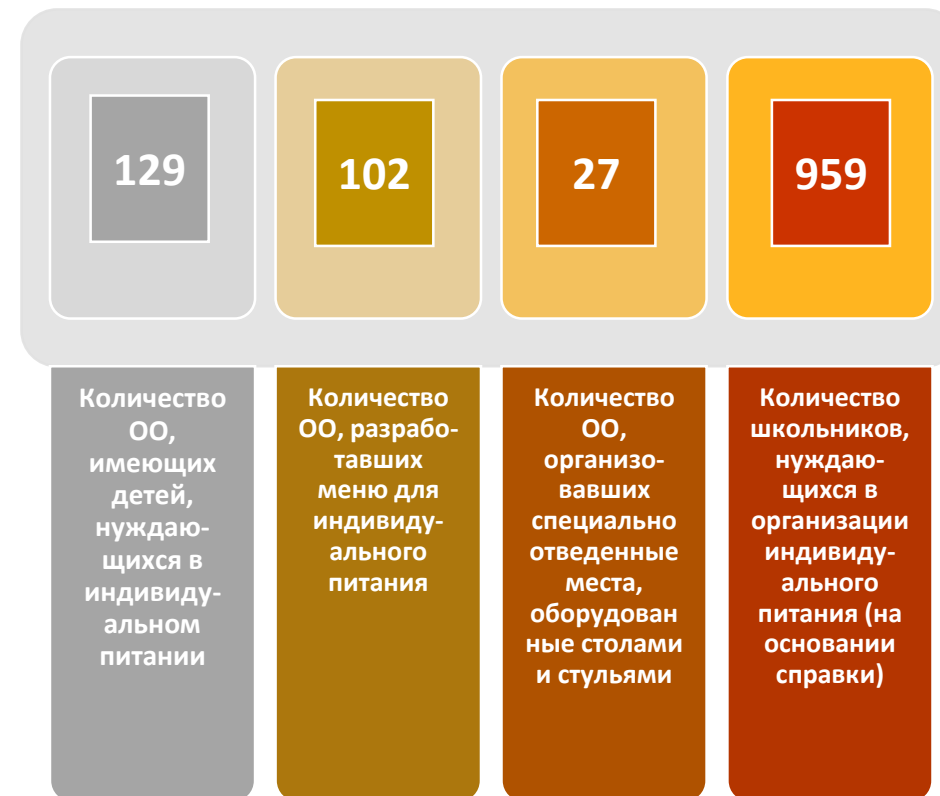 129
102
27
959
Количество
ОО,
имеющих
детей,
нуждаю-
щихся в
индивиду-
альном
питании
Количество
ОО, разрабо-
тавших
меню для
индивиду-
ального
питания
Количество
ОО,
организо-
вавших
специально
отведенные
места,
оборудован
ные столами
и стульями
Количество
школьников,
нуждаю-
щихся в
организации
индивиду-
ального
питания (на
основании
справки)